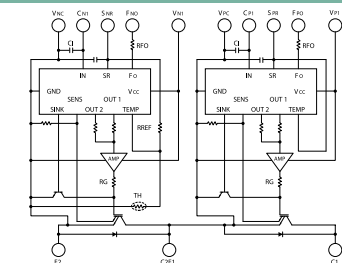 VNC CN1 SNR FNO VN1 VPC CPI SPR FPO VP1
CI RFO CI RFO
IN SR FO IN SR FO
GND VCC GND VCC
SENS OUT 1 SENS OUT 1
SINK OUT 2 TEMP SINK OUT 2 TEMP
RREF
AMP AMP
RG TH RG
E2 C2E1 C1